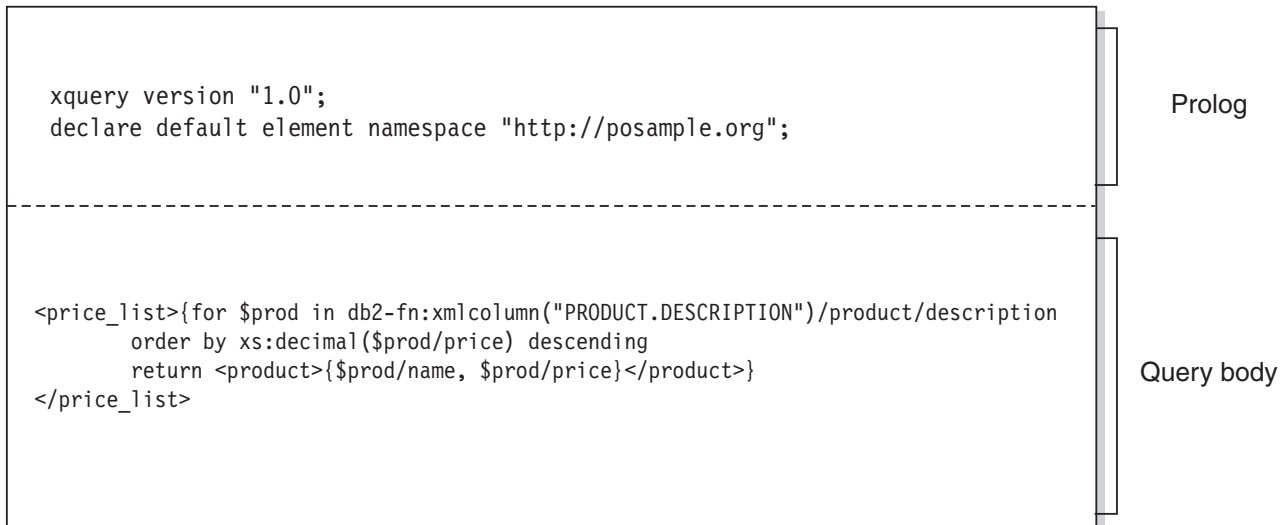 xquery version "1.0";
declare default element namespace "http://posample.org";
Prolog
<price_list>{for $prod in db2-fn:xmlcolumn("PRODUCT.DESCRIPTION")/product/description
order by xs:decimal($prod/price) descending
return <product>{$prod/name, $prod/price}</product>}
</price_list>
Query body